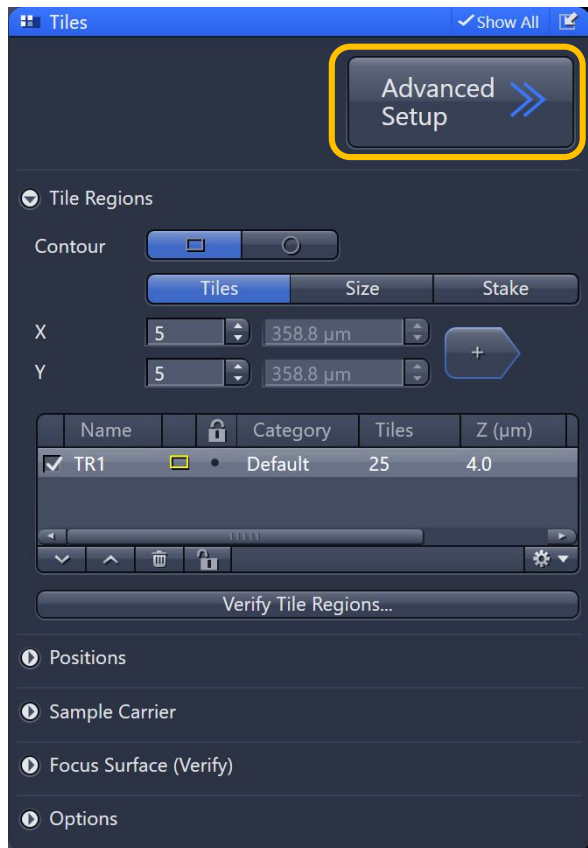 Tiles
Show All
Advanced
Setup
Tile Regions
Contour
Tiles Size Stake
X 5 358.8 µm
+
Y 5 358.8 µm
Name Category Tiles Z (µm)
TR1 Default 25 4.0
Verify Tile Regions...
Positions
Sample Carrier
Focus Surface (Verify)
Options